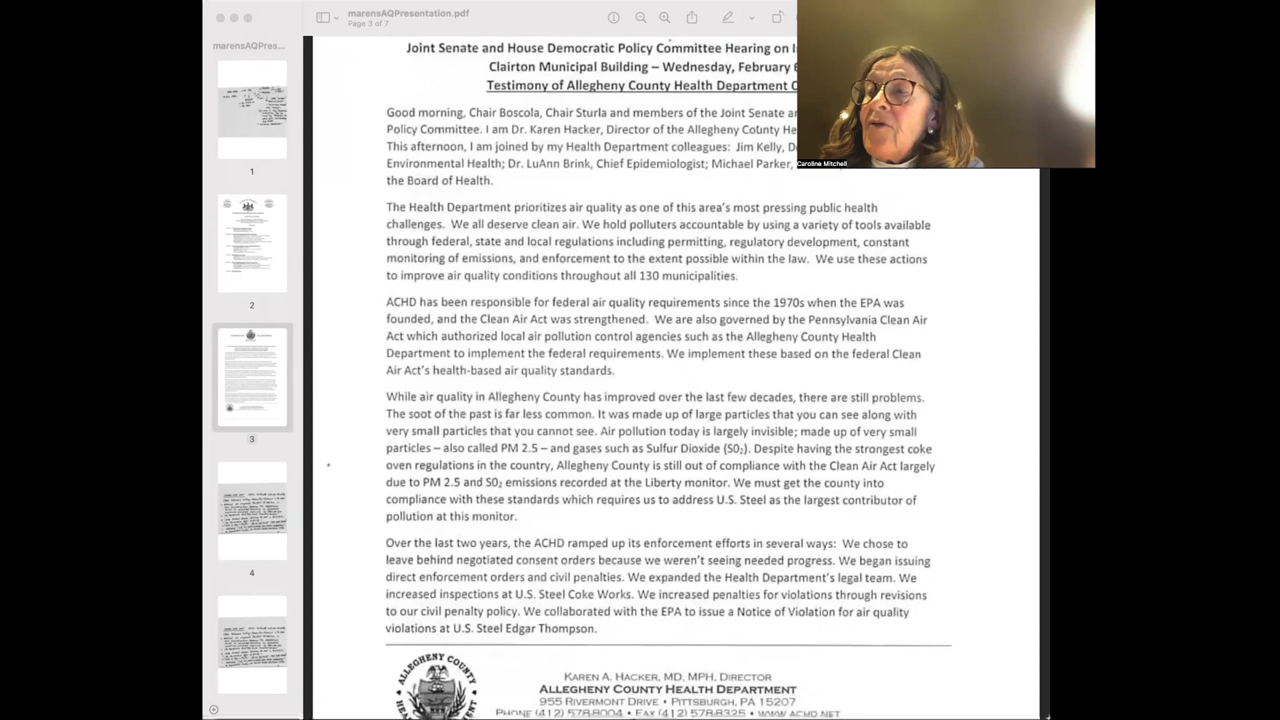 marensAQPresentation.pdf
Page 3 of 7
marensAQPres...
1
2
3
4
Joint Senate and House Democratic Policy Committee Hearing on
Clairton Municipal Building – Wednesday, February
Testimony of Allegheny County Health Department
Good morning, Chair Boscola, Chair Sturla and members of the Joint Senate
Policy Committee. I am Dr. Karen Hacker, Director of the Allegheny County
This afternoon, I am joined by my Health Department colleagues: Jim Kelly,
Environmental Health; Dr. LuAnn Brink, Chief Epidemiologist; Michael Parker,
the Board of Health.
The Health Department prioritizes air quality as one of this area's most pressing public health
challenges. We all deserve clean air. We hold polluters accountable by using a variety of tools available
through federal, state and local regulations including permitting, regulatory development, constant
monitoring of emissions, and enforcement to the extent possible within the law. We use these actions
to improve air quality conditions throughout all 130 municipalities.
ACHD has been responsible for federal air quality requirements since the 1970s when the EPA was
founded, and the Clean Air Act was strengthened. We are also governed by the Pennsylvania Clean Air
Act which authorized local air pollution control agencies such as the Allegheny County Health
Department to implement the federal requirements. We implement these based on the federal Clean
Air Act's health-based air quality standards.
While air quality in Allegheny County has improved over the last few decades, there are still problems.
The soot of the past is far less common. It was made up of large particles that you can see along with
very small particles that you cannot see. Air pollution today is largely invisible; made up of very small
particles – also called PM 2.5 – and gases such as Sulfur Dioxide (S0₂). Despite having the strongest coke
oven regulations in the country, Allegheny County is still out of compliance with the Clean Air Act largely
due to PM 2.5 and S0₂ emissions recorded at the Liberty monitor. We must get the county into
compliance with these standards which requires us to address U.S. Steel as the largest contributor of
pollution at this monitor.
Over the last two years, the ACHD ramped up its enforcement efforts in several ways: We chose to
leave behind negotiated consent orders because we weren't seeing needed progress. We began issuing
direct enforcement orders and civil penalties. We expanded the Health Department's legal team. We
increased inspections at U.S. Steel Coke Works. We increased penalties for violations through revisions
to our civil penalty policy. We collaborated with the EPA to issue a Notice of Violation for air quality
violations at U.S. Steel Edgar Thompson.
ALLEGHENY COUNTY
KAREN A. HACKER, MD, MPH, DIRECTOR
ALLEGHENY COUNTY HEALTH DEPARTMENT
955 RIVERMONT DRIVE • PITTSBURGH, PA 15207
PHONE (412) 578-8004 • FAX (412) 578-8325 • WWW.ACHD.NET
Caroline Mitchell